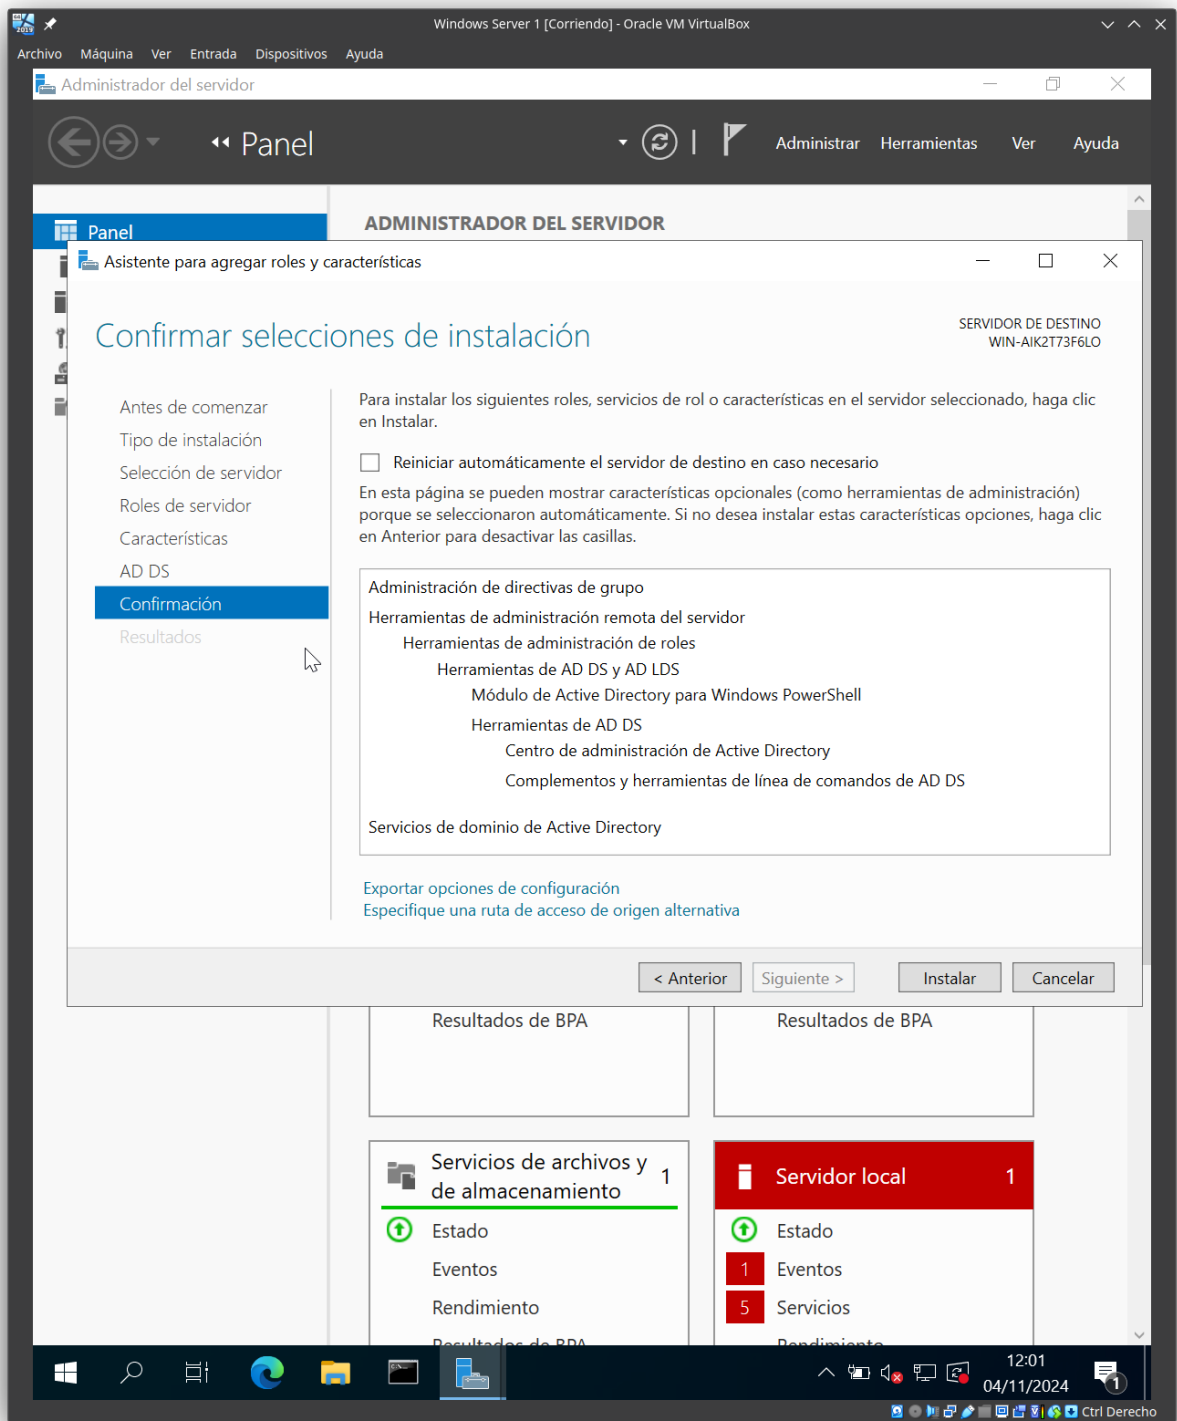 Windows Server 1 [Corriendo] - Oracle VM VirtualBox
Archivo Máquina Ver Entrada Dispositivos Ayuda
Administrador del servidor
Panel
Administrar Herramientas Ver Ayuda
Panel
ADMINISTRADOR DEL SERVIDOR
Asistente para agregar roles y características
Confirmar selecciones de instalación
SERVIDOR DE DESTINO
WIN-AIK2T73F6LO
Antes de comenzar
Tipo de instalación
Selección de servidor
Roles de servidor
Características
AD DS
Confirmación
Resultados
Para instalar los siguientes roles, servicios de rol o características en el servidor seleccionado, haga clic
en Instalar.
Reiniciar automáticamente el servidor de destino en caso necesario
En esta página se pueden mostrar características opcionales (como herramientas de administración)
porque se seleccionaron automáticamente. Si no desea instalar estas características opciones, haga clic
en Anterior para desactivar las casillas.
Administración de directivas de grupo
Herramientas de administración remota del servidor
Herramientas de administración de roles
Herramientas de AD DS y AD LDS
Módulo de Active Directory para Windows PowerShell
Herramientas de AD DS
Centro de administración de Active Directory
Complementos y herramientas de línea de comandos de AD DS
Servicios de dominio de Active Directory
Exportar opciones de configuración
Especifique una ruta de acceso de origen alternativa
< Anterior Siguiente > Instalar Cancelar
Resultados de BPA
Resultados de BPA
Servicios de archivos y
de almacenamiento
1
Estado
Eventos
Rendimiento
Resultados de BPA
Servidor local 1
Estado
1 Eventos
5 Servicios
Rendimiento
12:01
04/11/2024
1
Ctrl Derecho